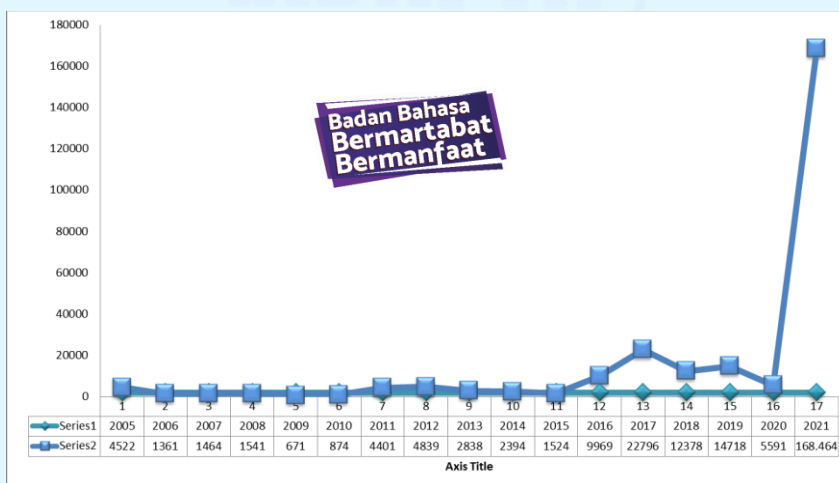 180000
160000
140000
120000
100000
80000
60000
40000
20000
0
Badan Bahasa
Bermartabat
Bermanfaat
1 2 3 4 5 6 7 8 9 10 11 12 13 14 15 16 17
Series1 2005 2006 2007 2008 2009 2010 2011 2012 2013 2014 2015 2016 2017 2018 2019 2020 2021
Series2 4522 1361 1464 1541 671 874 4401 4839 2838 2394 1524 9969 22796 12378 14718 5591 168.464
Axis Title